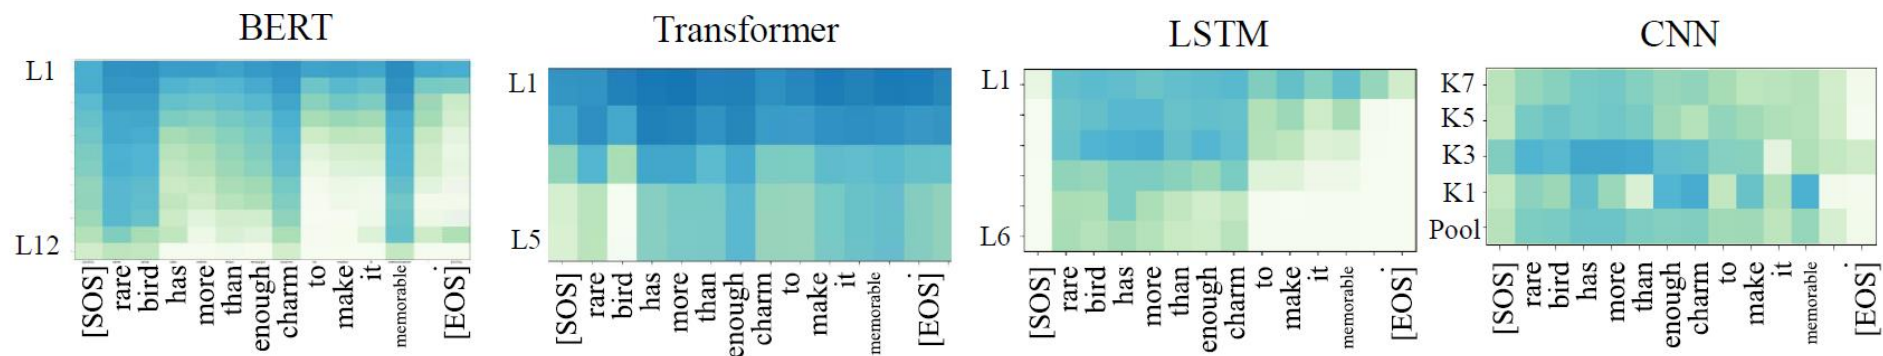 BERT
L1
L12
[SOS]
rare
bird
has
more
than
enough
charm
to
make
it
memorable
.
[EOS]
Transformer
L1
L5
[SOS]
rare
bird
has
more
than
enough
charm
to
make
it
memorable
.
[EOS]
LSTM
L1
L6
[SOS]
rare
bird
has
more
than
enough
charm
to
make
it
memorable
.
[EOS]
CNN
K7
K5
K3
K1
Pool
[SOS]
rare
bird
has
more
than
enough
charm
to
make
it
memorable
.
[EOS]